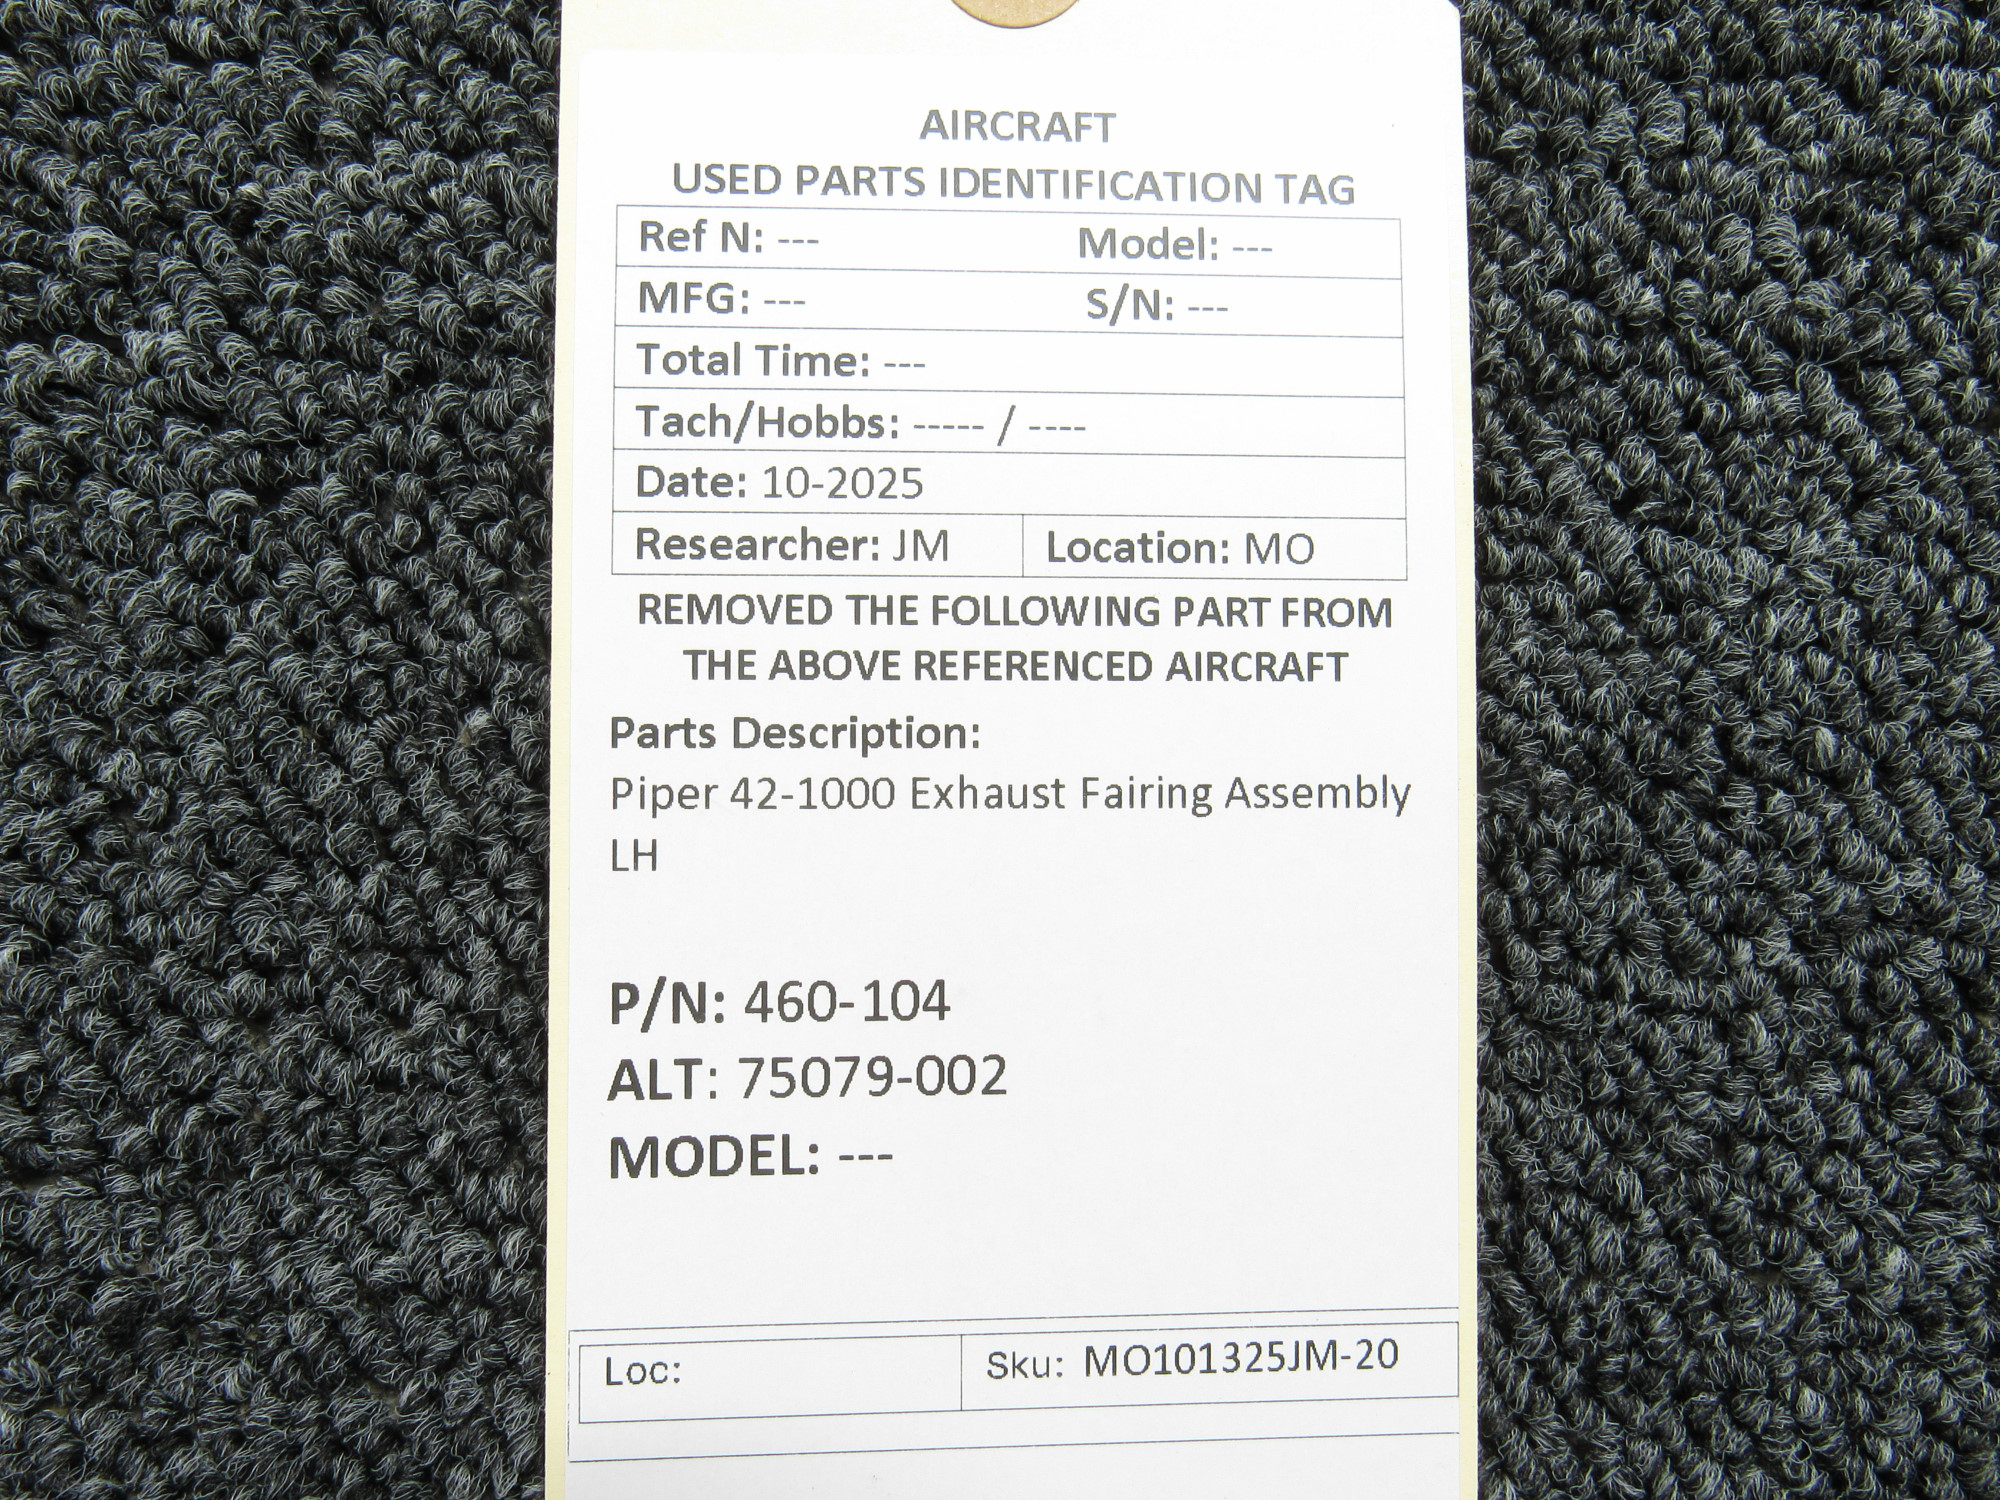 AIRCRAFT
USED PARTS IDENTIFICATION TAG
Ref N: --- Model: ---
MFG: --- S/N: ---
Total Time: ---
Tach/Hobbs: ----- / ----
Date: 10-2025
Researcher: JM Location: MO
REMOVED THE FOLLOWING PART FROM
THE ABOVE REFERENCED AIRCRAFT
Parts Description:
Piper 42-1000 Exhaust Fairing Assembly
LH
P/N: 460-104
ALT: 75079-002
MODEL: ---
Loc: Sku: MO101325JM-20